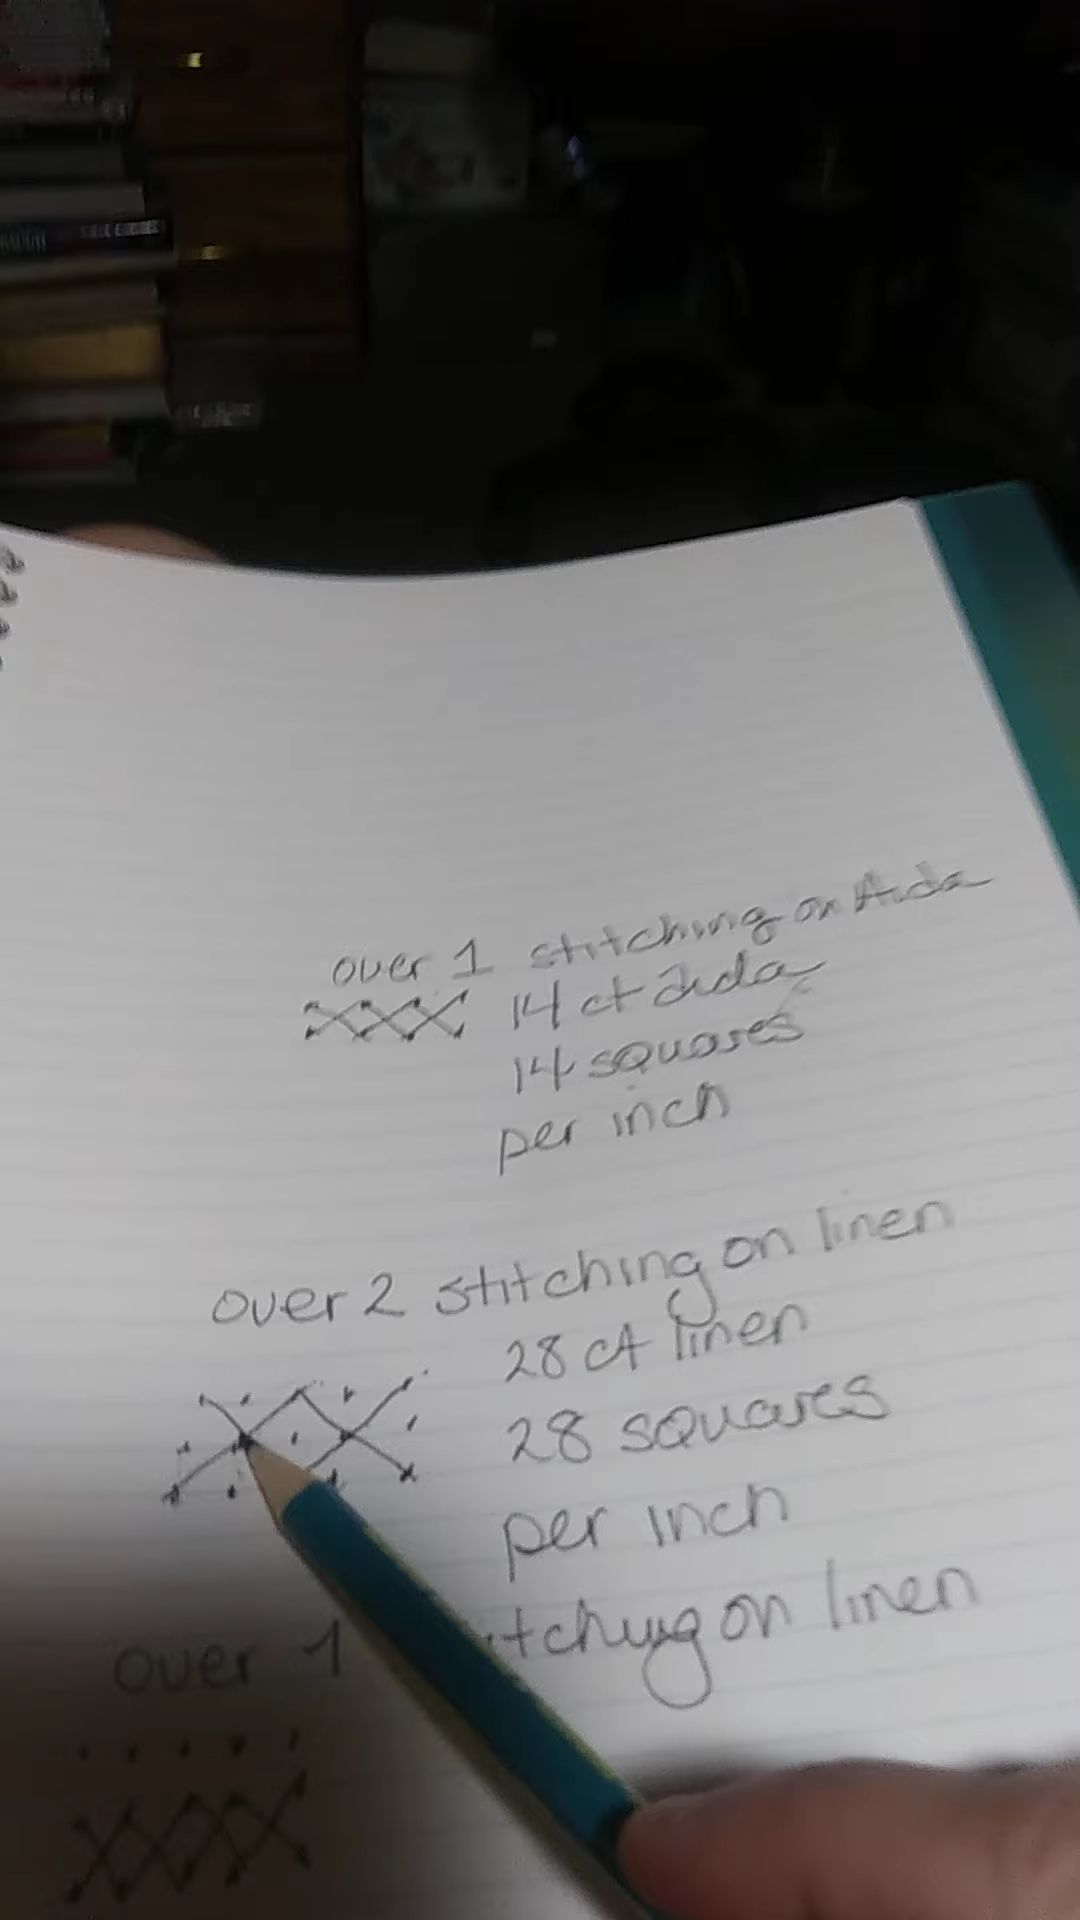 over 1 stitching on Aida
14 ct Aida
14 squares
per inch
over 2 stitching on linen
28 ct linen
28 squares
per inch
over 1 tching on linen